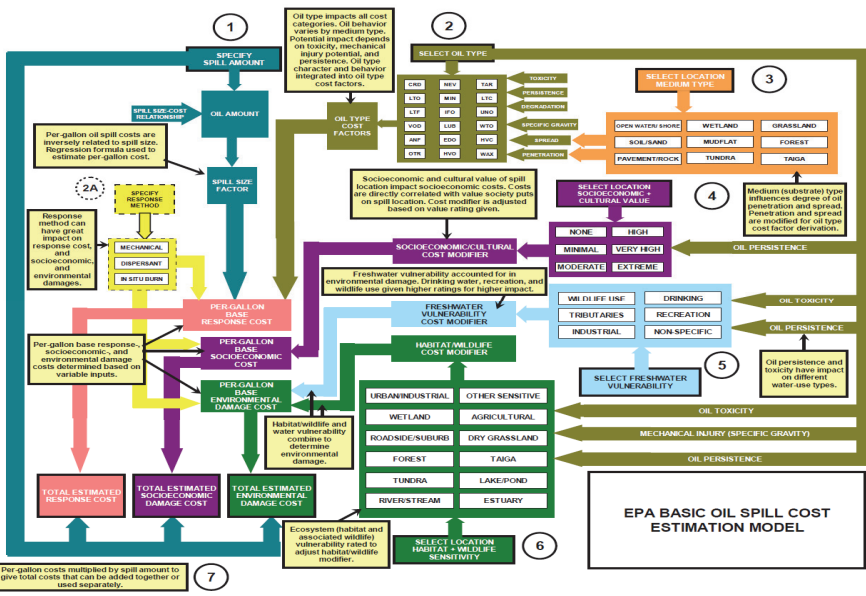 1
SPECIFY
SPILL AMOUNT
Oil type impacts all cost
categories. Oil behavior
varies by medium type.
Potential impact depends
on toxicity, mechanical
injury potential, and
persistence. Oil type
character and behavior
integrated into oil type
cost factors.
2
SELECT OIL TYPE
CRD
NEV
TAR
LTO
MIN
LTC
LTF
IFO
UNO
VOD
LUB
WTO
ANF
EDO
HVC
OTR
HVO
WAX
TOXICITY
PERSISTENCE
DEGRADATION
SPECIFIC GRAVITY
SPREAD
PENETRATION
3
SELECT LOCATION
MEDIUM TYPE
OPEN WATER/ SHORE
WETLAND
GRASSLAND
SOIL/SAND
MUDFLAT
FOREST
PAVEMENT/ROCK
TUNDRA
TAIGA
SPILL SIZE-COST
RELATIONSHIP
OIL AMOUNT
OIL TYPE
COST
FACTORS
Per-gallon oil spill costs are
inversely related to spill size.
Regression formula used to
estimate per-gallon cost.
SPILL SIZE
FACTOR
2A
SPECIFY
RESPONSE
METHOD
Response
method can
have great
impact on
response cost,
and
socioeconomic,
and
environmental
damages.
MECHANICAL
DISPERSANT
IN SITU BURN
Socioeconomic and cultural value of spill
location impact socioeconomic costs. Costs
are directly correlated with value society puts
on spill location. Cost modifier is adjusted
based on value rating given.
4
SELECT LOCATION
SOCIOECONOMIC +
CULTURAL VALUE
Medium (substrate) type
influences degree of oil
penetration and spread.
Penetration and spread
are modified for oil type
cost factor derivation.
NONE
HIGH
MINIMAL
VERY HIGH
MODERATE
EXTREME
OIL PERSISTENCE
SOCIOECONOMIC/CULTURAL
COST MODIFIER
Freshwater vulnerability accounted for in
environmental damage. Drinking water, recreation, and
wildlife use given higher ratings for higher impact.
FRESHWATER
VULNERABILITY
COST MODIFIER
WILDLIFE USE
DRINKING
TRIBUTARIES
RECREATION
INDUSTRIAL
NON-SPECIFIC
OIL TOXICITY
OIL PERSISTENCE
5
SELECT FRESHWATER
VULNERABILITY
Oil persistence and
toxicity have impact
on different
water-use types.
PER-GALLON
BASE
RESPONSE COST
PER-GALLON
BASE
SOCIOECONOMIC
COST
PER-GALLON
BASE
ENVIRONMENTAL
DAMAGE COST
Per-gallon base response-,
socioeconomic-, and
environmental damage
costs determined based on
variable inputs.
HABITAT/WILDLIFE
COST MODIFIER
URBAN/INDUSTRIAL
OTHER SENSITIVE
WETLAND
AGRICULTURAL
ROADSIDE/SUBURB
DRY GRASSLAND
FOREST
TAIGA
TUNDRA
LAKE/POND
RIVER/STREAM
ESTUARY
OIL TOXICITY
MECHANICAL INJURY (SPECIFIC GRAVITY)
OIL PERSISTENCE
Habitat/wildlife and
water vulnerability
combine to
determine environmental
damage.
TOTAL ESTIMATED
RESPONSE COST
TOTAL ESTIMATED
SOCIOECONOMIC
DAMAGE COST
TOTAL ESTIMATED
ENVIRONMENTAL
DAMAGE COST
Ecosystem (habitat and
associated wildlife)
vulnerability rated to
adjust habitat/wildlife
modifier.
SELECT LOCATION
HABITAT + WILDLIFE
SENSITIVITY
6
EPA BASIC OIL SPILL COST
ESTIMATION MODEL
Per-gallon costs multiplied by spill amount to
give total costs that can be added together or
used separately.
7